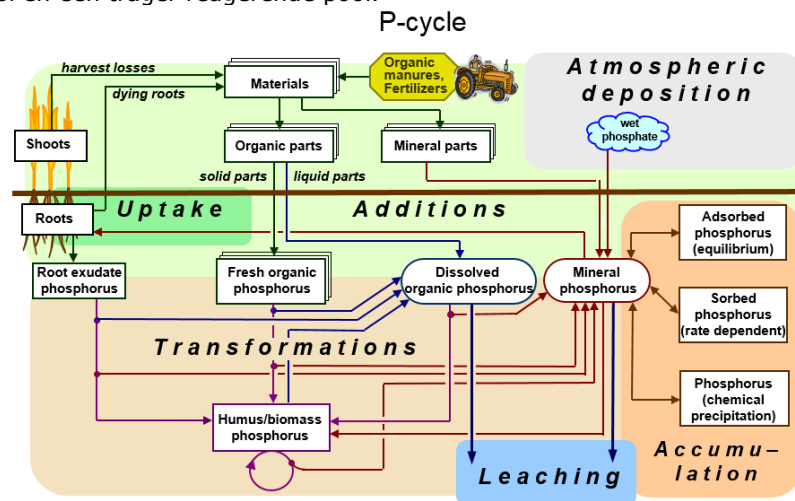 P-cycle
harvest losses
dying roots
Materials
Organic
manures,
Fertilizers
Atmospheric
deposition
wet
phosphate
Shoots
Organic parts
Mineral parts
solid parts
liquid parts
Roots
Uptake
Additions
Adsorbed
phosphorus
(equilibrium)
Root exudate
phosphorus
Fresh organic
phosphorus
Dissolved
organic phosphorus
Mineral
phosphorus
Sorbed
phosphorus
(rate dependent)
Transformations
Phosphorus
(chemical
precipitation)
Humus/biomass
phosphorus
Leaching
Accumu–
lation